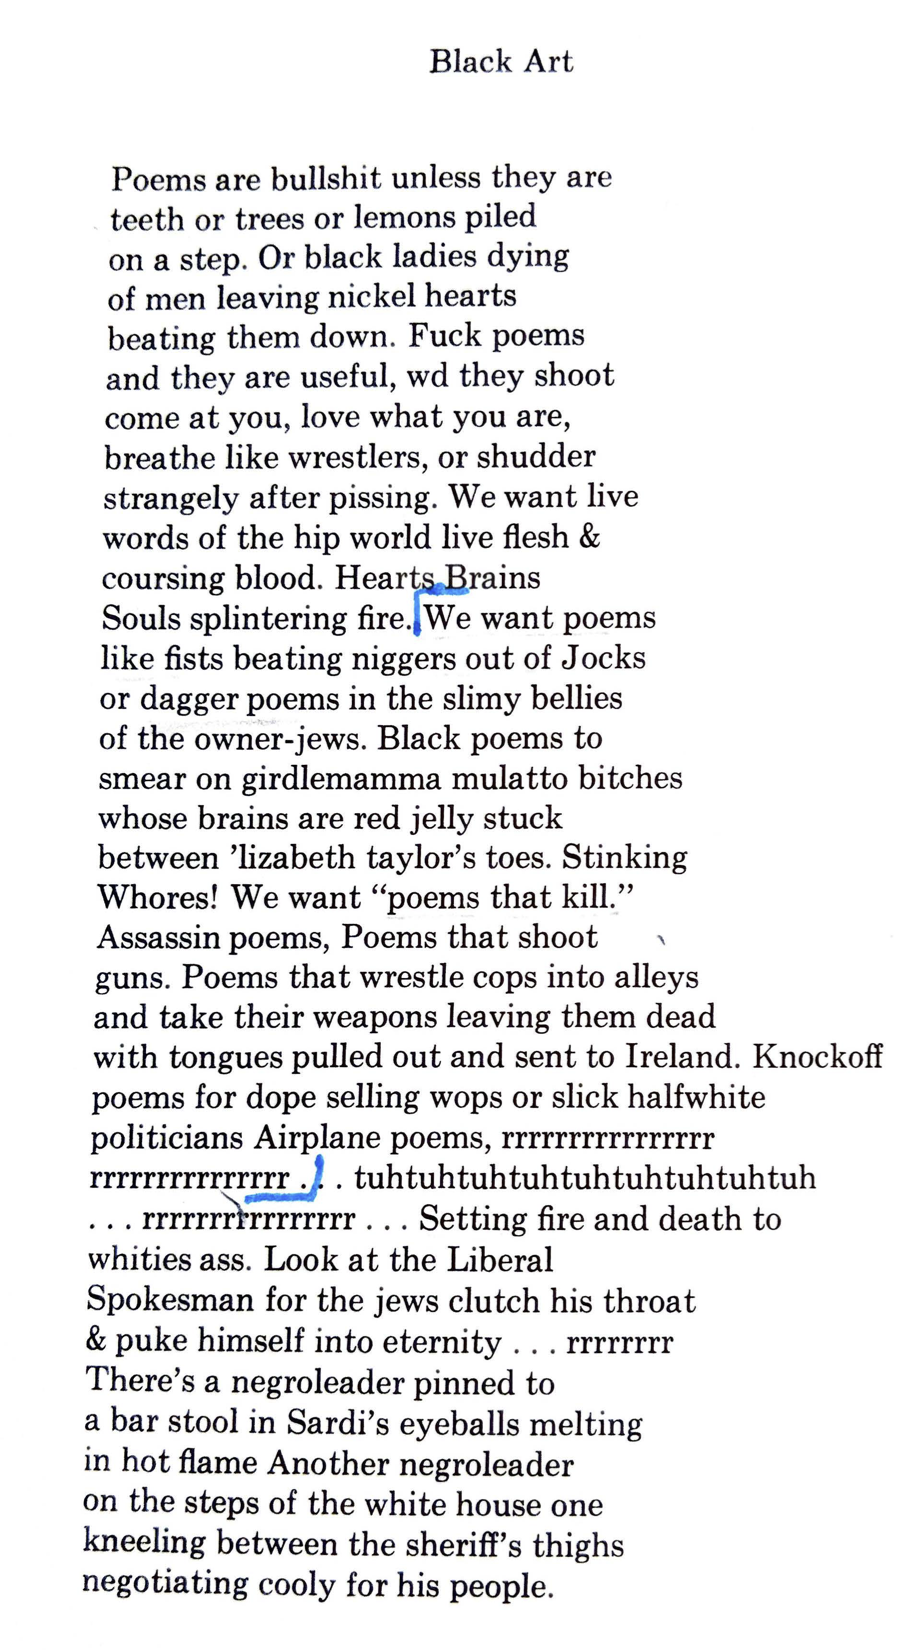 Black Art
Poems are bullshit unless they are
teeth or trees or lemons piled
on a step. Or black ladies dying
of men leaving nickel hearts
beating them down. Fuck poems
and they are useful, wd they shoot
come at you, love what you are,
breathe like wrestlers, or shudder
strangely after pissing. We want live
words of the hip world live flesh &
coursing blood. Hearts Brains
Souls splintering fire. We want poems
like fists beating niggers out of Jocks
or dagger poems in the slimy bellies
of the owner-jews. Black poems to
smear on girdlemamma mulatto bitches
whose brains are red jelly stuck
between ’lizabeth taylor’s toes. Stinking
Whores! We want “poems that kill.”
Assassin poems, Poems that shoot
guns. Poems that wrestle cops into alleys
and take their weapons leaving them dead
with tongues pulled out and sent to Ireland. Knockoff
poems for dope selling wops or slick halfwhite
politicians Airplane poems, rrrrrrrrrrrrrrrr
rrrrrrrrrrrrrrr . . . tuhtuhtuhtuhtuhtuhtuhtuhtuhtuh
. . . rrrrrrrrrrrrrrrr . . . Setting fire and death to
whities ass. Look at the Liberal
Spokesman for the jews clutch his throat
& puke himself into eternity . . . rrrrrrrr
There’s a negroleader pinned to
a bar stool in Sardi’s eyeballs melting
in hot flame Another negroleader
on the steps of the white house one
kneeling between the sheriff’s thighs
negotiating cooly for his people.